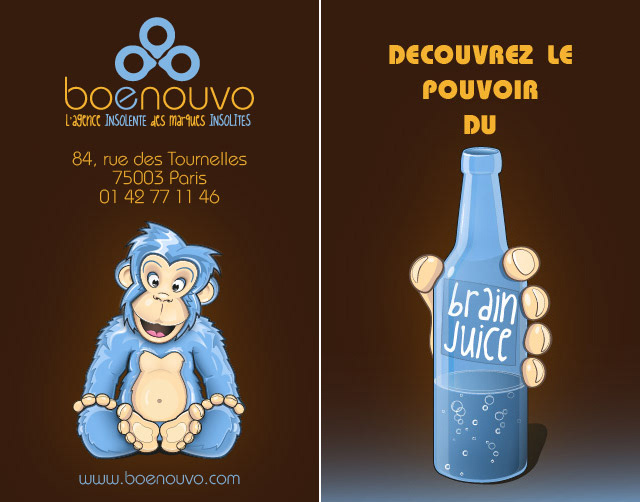 boenouvo
L'agence INSOLENTE des marques INSOLITES
84, rue des Tournelles
75003 Paris
01 42 77 11 46
www.boenouvo.com
DECOUVREZ LE
POUVOIR
DU
brain
JUICE